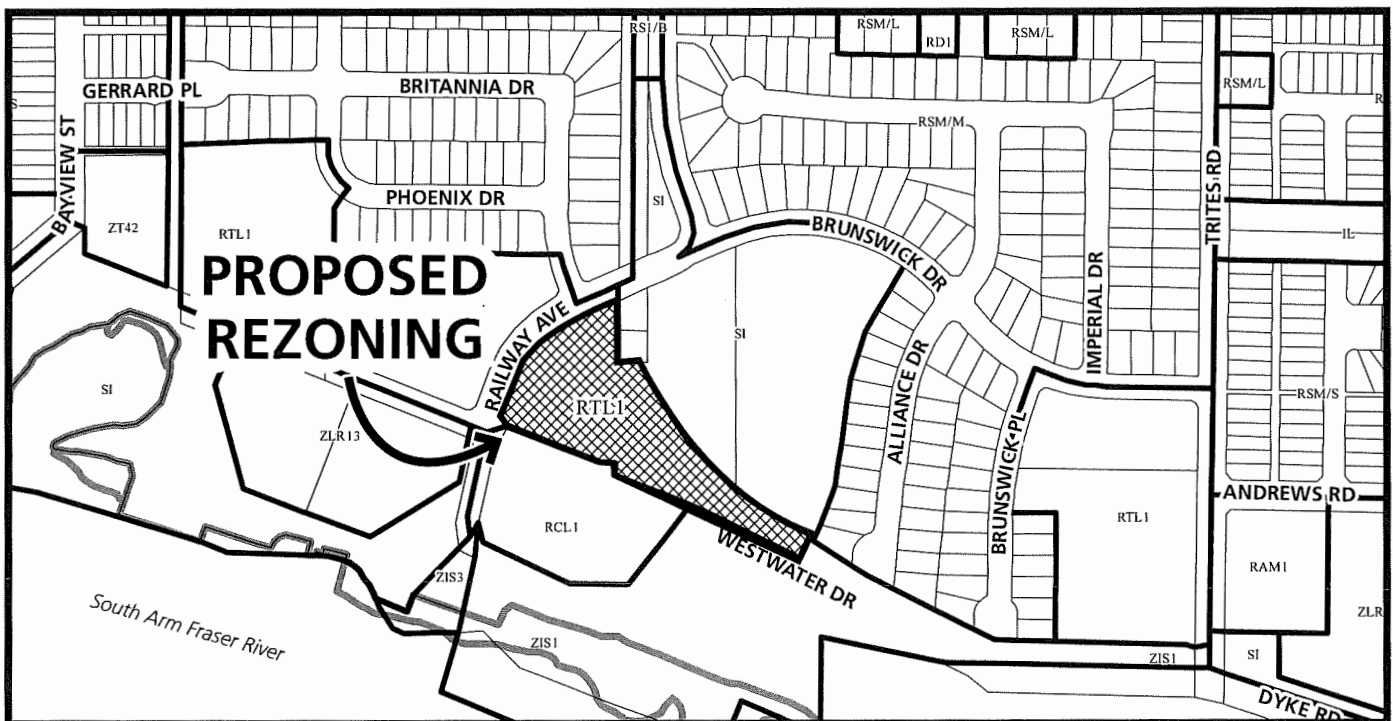 RS1/B
RSM/L
RD1
RSM/L
GERRARD PL
BRITANNIA DR
RSM/L
RSM/M
BAYVIEW ST
TRITES RD
PHOENIX DR
SI
ZT42
RTL1
BRUNSWICK DR
IL
PROPOSED
REZONING
IMPERIAL DR
RAILWAY AVE
SI
SI
ALLIANCE DR
RSM/S
RTL1
ZLR13
BRUNSWICK PL
ANDREWS RD
RCL1
RTL1
WESTWATER DR
RAM1
ZIS3
ZLR
South Arm Fraser River
ZIS1
ZIS1
SI
DYKE RD